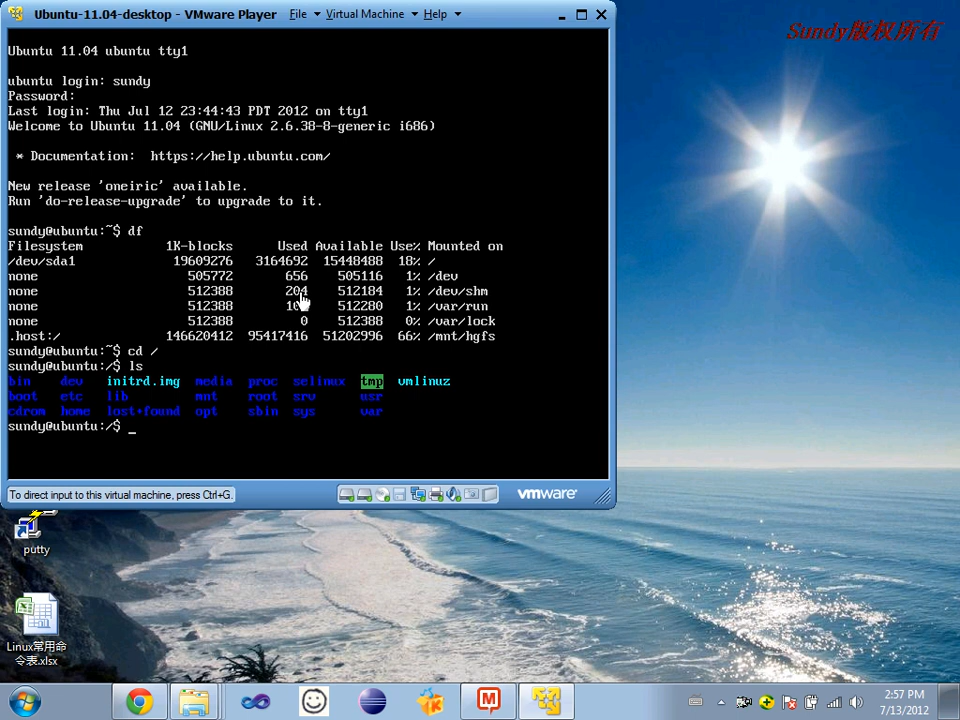 Ubuntu-11.04-desktop - VMware Player File Virtual Machine Help
Sundy版权所有
Ubuntu 11.04 ubuntu tty1
ubuntu login: sundy
Password:
Last login: Thu Jul 12 23:44:43 PDT 2012 on tty1
Welcome to Ubuntu 11.04 (GNU/Linux 2.6.38-8-generic i686)
* Documentation: https://help.ubuntu.com/
New release 'oneiric' available.
Run 'do-release-upgrade' to upgrade to it.
sundy@ubuntu:~$ df
Filesystem 1K-blocks Used Available Use% Mounted on
/dev/sda1 19609276 3164692 15448488 18% /
none 505772 656 505116 1% /dev
none 512388 204 512184 1% /dev/shm
none 512388 512280 1% /var/run
none 512388 0 512388 0% /var/lock
.host:/ 146620412 95417416 51202996 66% /mnt/hgfs
sundy@ubuntu:~$ cd /
sundy@ubuntu:/$ ls
bin dev initrd.img media proc selinux tmp vmlinuz
boot etc lib mnt root srv usr
cdrom home lost+found opt sbin sys var
sundy@ubuntu:/$ _
To direct input to this virtual machine, press Ctrl+G.
vmware
putty
Linux常用命
令表.xlsx
2:57 PM
7/13/2012